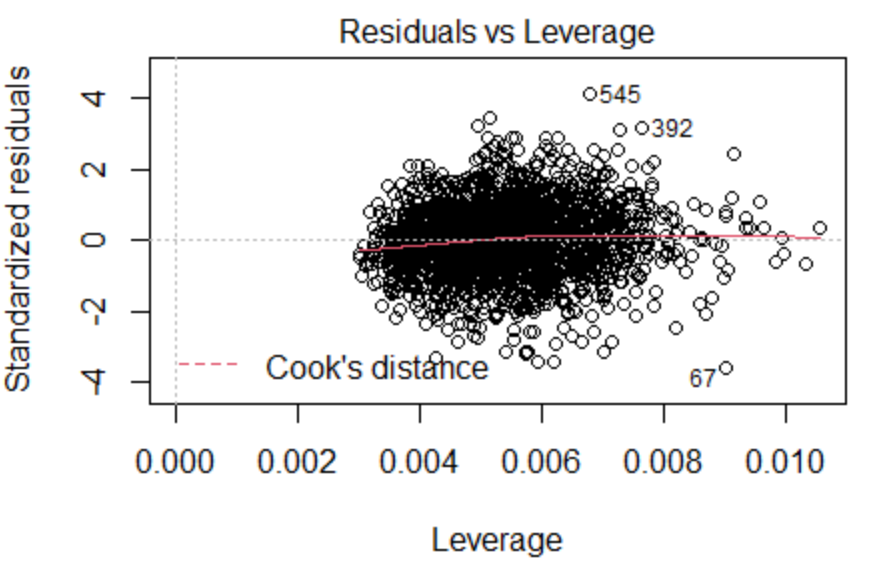 Residuals vs Leverage
Standardized residuals
4
2
0
-2
-4
545
392
67
Cook's distance
0.000 0.002 0.004 0.006 0.008 0.010
Leverage